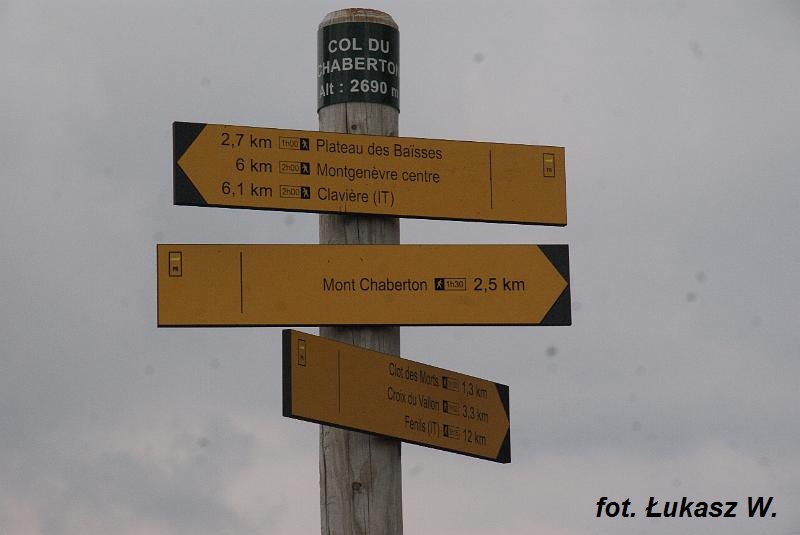 COL DU
CHABERTON
Alt : 2690 m
2,7 km 1h00 Plateau des Baïsses
6 km 2h00 Montgenèvre centre
6,1 km 2h00 Clavière (IT)
PR
PR
Mont Chaberton 1h30 2,5 km
Clot des Morts 1,3 km
Croix du Vallon 3,3 km
Fenils (IT) 12 km
fot. Łukasz W.